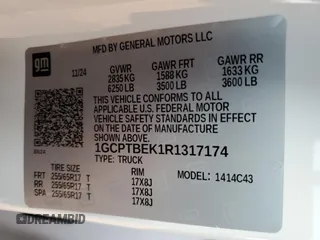 gm
MFD BY GENERAL MOTORS LLC
11/24 GVWR GAWR FRT GAWR RR
2835 KG 1588 KG 1633 KG
6250 LB 3500 LB 3600 LB
THIS VEHICLE CONFORMS TO ALL
APPLICABLE U.S. FEDERAL MOTOR
VEHICLE SAFETY STANDARDS IN
EFFECT ON THE DATE OF MANUFACTURE
SHOWN ABOVE.
1GCPTBEK1R1317174
TYPE: TRUCK
TIRE SIZE RIM MODEL: 1414C43
FRT 255/65R17 T 17X8J
RR 255/65R17 T 17X8J
SPA 255/65R17 T 17X8J
DREAMBID